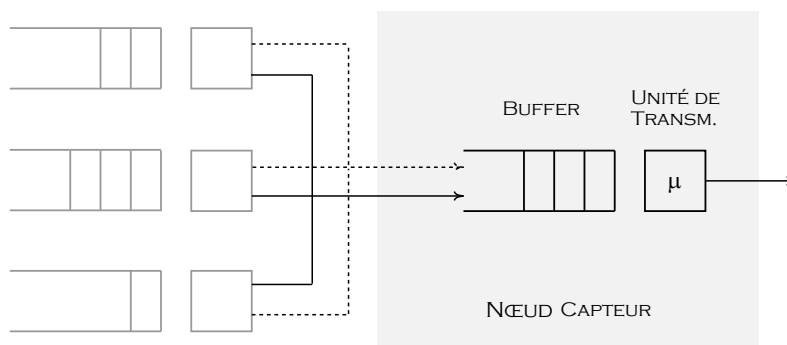 BUFFER
UNITÉ DE
TRANSM.
μ
NŒUD CAPTEUR